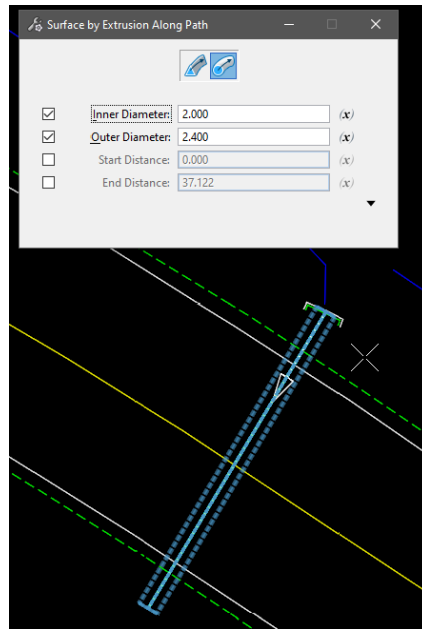 Surface by Extrusion Along Path
Inner Diameter: 2.000 (x)
Outer Diameter: 2.400 (x)
Start Distance: 0.000 (x)
End Distance: 37.122 (x)